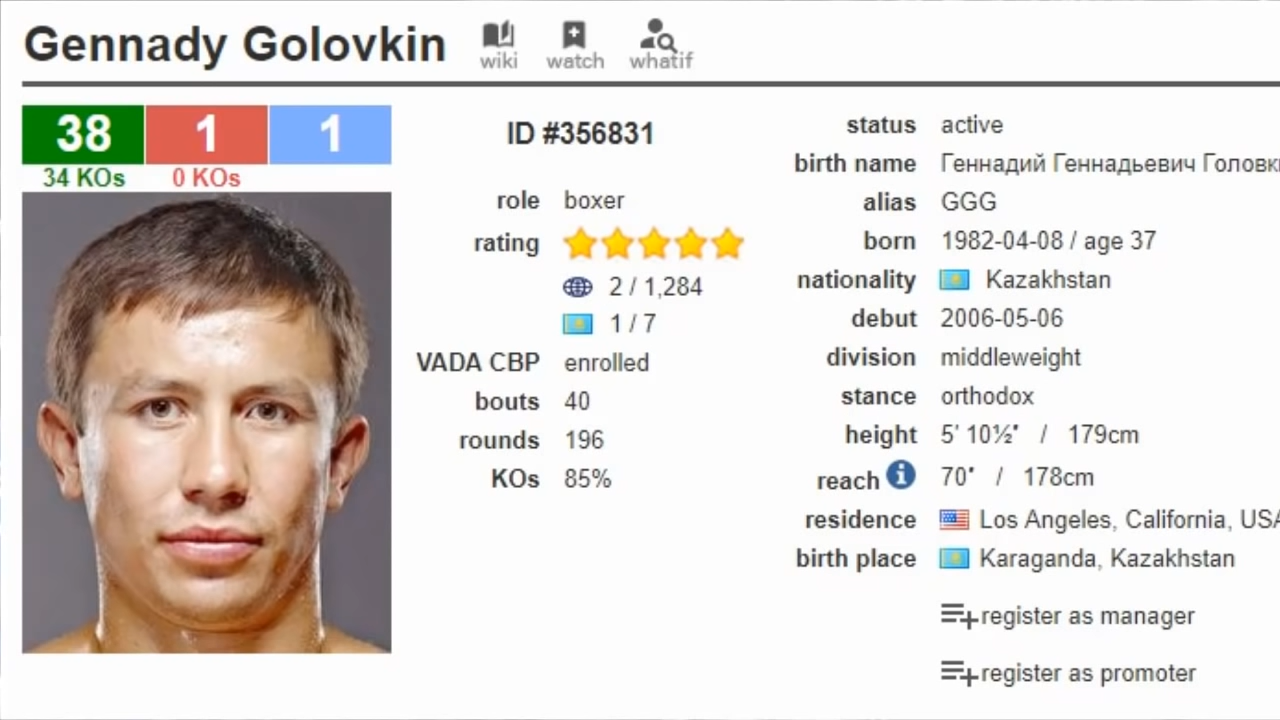 Gennady Golovkin
wiki watch whatif
38 1 1
34 KOs 0 KOs
ID #356831
role boxer
rating
2 / 1,284
1 / 7
VADA CBP enrolled
bouts 40
rounds 196
KOs 85%
status active
birth name Геннадий Геннадьевич
alias GGG
born 1982-04-08 / age 37
nationality Kazakhstan
debut 2006-05-06
division middleweight
stance orthodox
height 5' 10½" / 179cm
reach 70" / 178cm
residence Los Angeles, California, USA
birth place Karaganda, Kazakhstan
register as manager
register as promoter